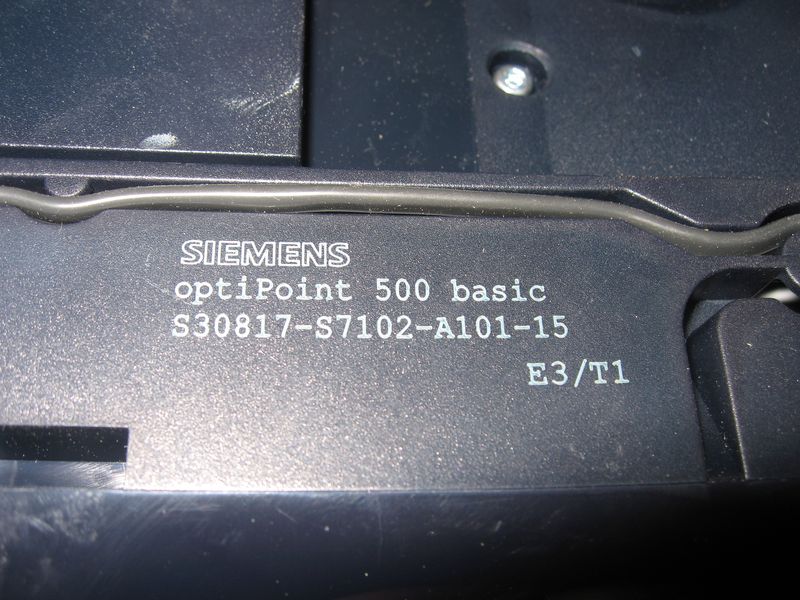 SIEMENS
optiPoint 500 basic
S30817-S7102-A101-15
E3/T1